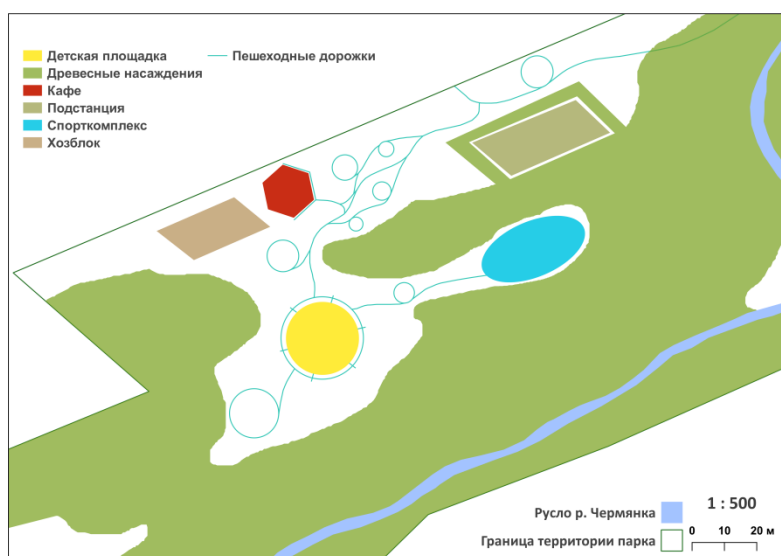 Детская площадка
Пешеходные дорожки
Древесные насаждения
Кафе
Подстанция
Спорткомплекс
Хозблок
Русло р. Чермянка
1 : 500
Граница территории парка
0 10 20 м